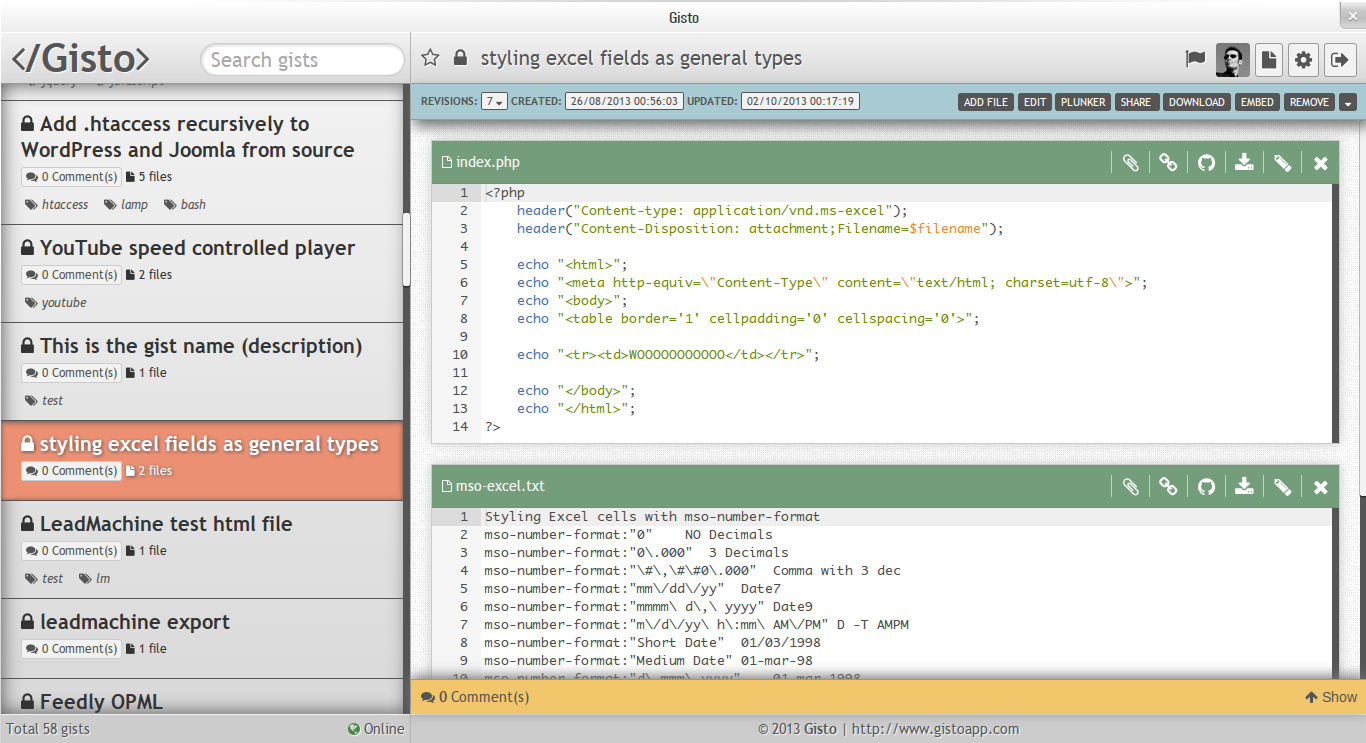 Gisto
</Gisto>
Search gists
jquery javascript
Add .htaccess recursively to
WordPress and Joomla from source
0 Comment(s) 5 files
htaccess lamp bash
YouTube speed controlled player
0 Comment(s) 2 files
youtube
This is the gist name (description)
0 Comment(s) 1 file
test
styling excel fields as general types
0 Comment(s) 2 files
LeadMachine test html file
0 Comment(s) 1 file
test lm
leadmachine export
0 Comment(s) 1 file
Feedly OPML
Total 58 gists
Online
styling excel fields as general types
REVISIONS: 7 CREATED: 26/08/2013 00:56:03 UPDATED: 02/10/2013 00:17:19
ADD FILE EDIT PLUNKER SHARE DOWNLOAD EMBED REMOVE
index.php
1 <?php
2 header("Content-type: application/vnd.ms-excel");
3 header("Content-Disposition: attachment;Filename=$filename");
4
5 echo "<html>";
6 echo "<meta http-equiv=\"Content-Type\" content=\"text/html; charset=utf-8\">";
7 echo "<body>";
8 echo "<table border='1' cellpadding='0' cellspacing='0'>";
9
10 echo "<tr><td>WOOOOOOOOOOO</td></tr>";
11
12 echo "</body>";
13 echo "</html>";
14 ?>
mso-excel.txt
1 Styling Excel cells with mso-number-format
2 mso-number-format:"0" NO Decimals
3 mso-number-format:"0\.000" 3 Decimals
4 mso-number-format:"\#\,\#\#0\.000" Comma with 3 dec
5 mso-number-format:"mm\/dd\/yy" Date7
6 mso-number-format:"mmmm\ d\,\ yyyy" Date9
7 mso-number-format:"m\/d\/yy\ h\:mm\ AM\/PM" D -T AMPM
8 mso-number-format:"Short Date" 01/03/1998
9 mso-number-format:"Medium Date" 01-mar-98
10 mso-number-format:"d\-mmm\-yyyy" 01-mar-1998
0 Comment(s)
Show
© 2013 Gisto | http://www.gistoapp.com